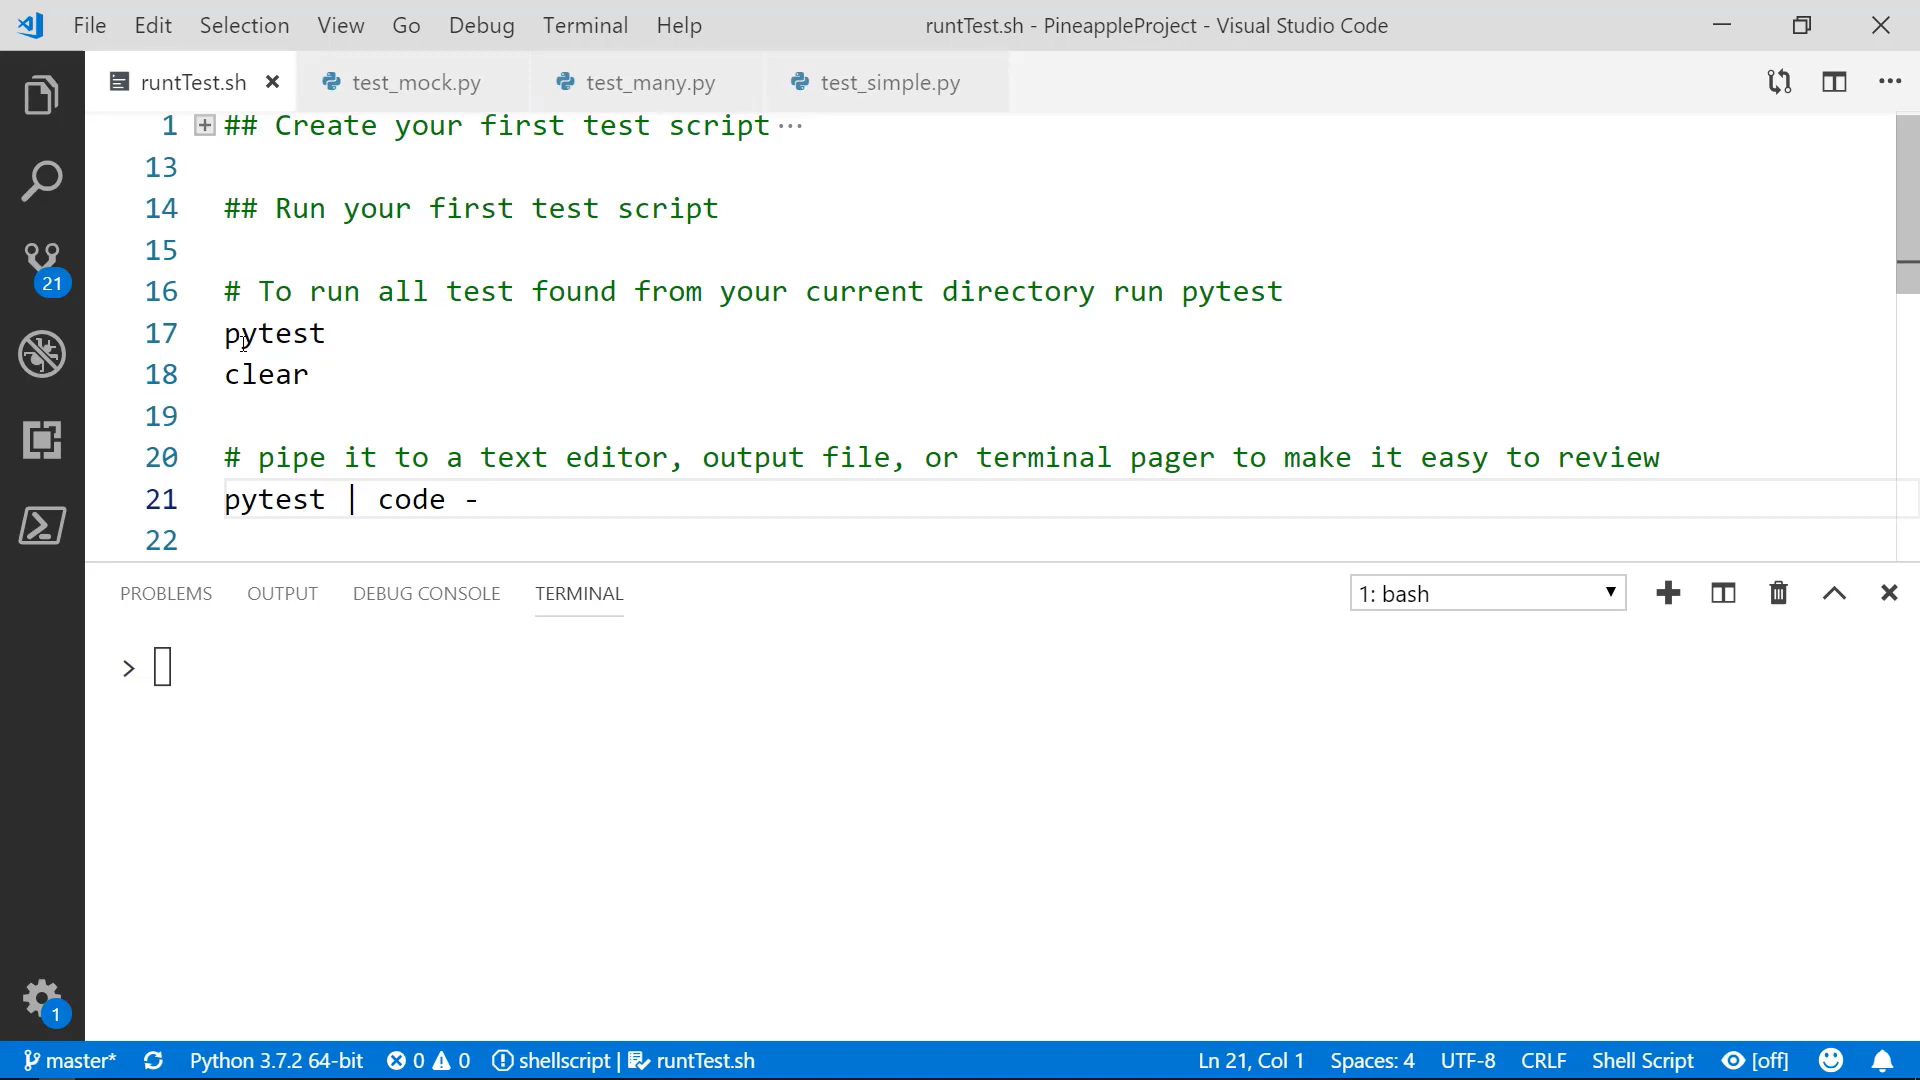 File Edit Selection View Go Debug Terminal Help runtTest.sh - PineappleProject - Visual Studio Code
runtTest.sh test_mock.py test_many.py test_simple.py
1 ## Create your first test script ···
13
14 ## Run your first test script
15
16 # To run all test found from your current directory run pytest
17 pytest
18 clear
19
20 # pipe it to a text editor, output file, or terminal pager to make it easy to review
21 pytest | code -
22
21
PROBLEMS OUTPUT DEBUG CONSOLE TERMINAL 1: bash
>
1
master* Python 3.7.2 64-bit 0 0 shellscript | runtTest.sh Ln 21, Col 1 Spaces: 4 UTF-8 CRLF Shell Script [off]